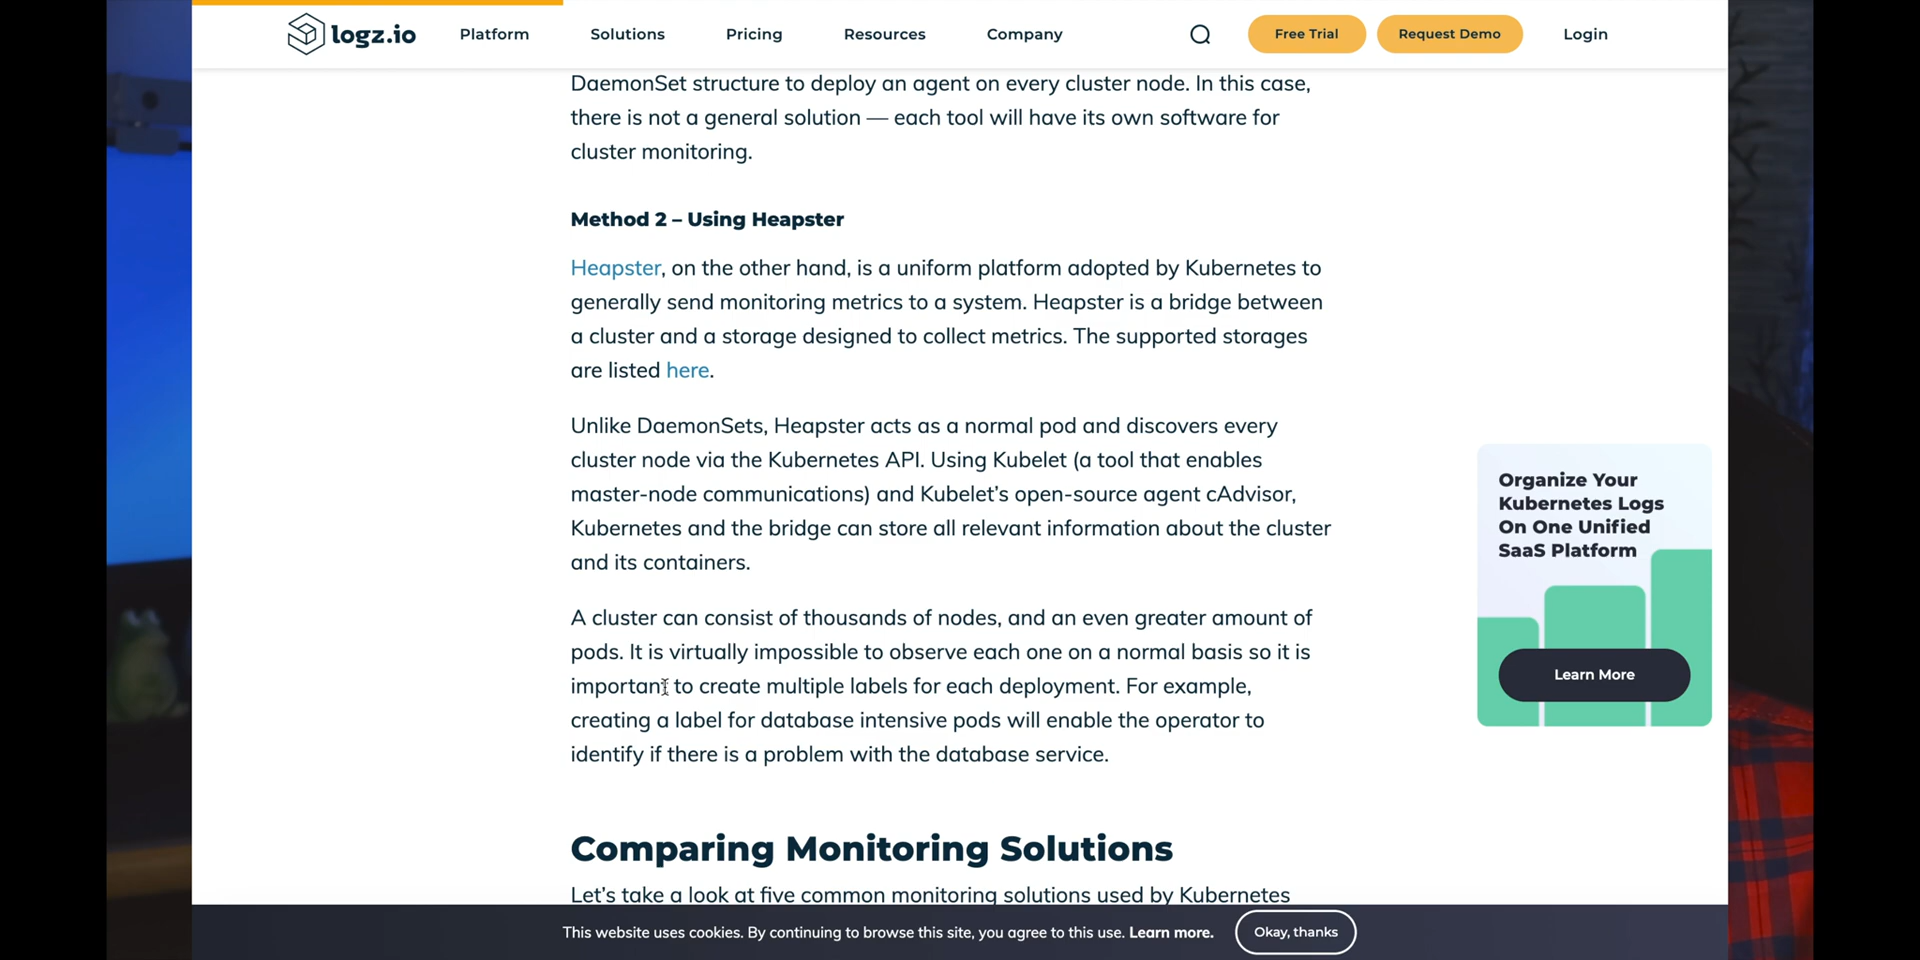 logz.io
Platform
Solutions
Pricing
Resources
Company
Free Trial
Request Demo
Login
DaemonSet structure to deploy an agent on every cluster node. In this case,
there is not a general solution — each tool will have its own software for
cluster monitoring.
Method 2 – Using Heapster
Heapster, on the other hand, is a uniform platform adopted by Kubernetes to
generally send monitoring metrics to a system. Heapster is a bridge between
a cluster and a storage designed to collect metrics. The supported storages
are listed here.
Unlike DaemonSets, Heapster acts as a normal pod and discovers every
cluster node via the Kubernetes API. Using Kubelet (a tool that enables
master-node communications) and Kubelet’s open-source agent cAdvisor,
Kubernetes and the bridge can store all relevant information about the cluster
and its containers.
A cluster can consist of thousands of nodes, and an even greater amount of
pods. It is virtually impossible to observe each one on a normal basis so it is
important to create multiple labels for each deployment. For example,
creating a label for database intensive pods will enable the operator to
identify if there is a problem with the database service.
Organize Your
Kubernetes Logs
On One Unified
SaaS Platform
Learn More
Comparing Monitoring Solutions
Let’s take a look at five common monitoring solutions used by Kubernetes
This website uses cookies. By continuing to browse this site, you agree to this use. Learn more.
Okay, thanks